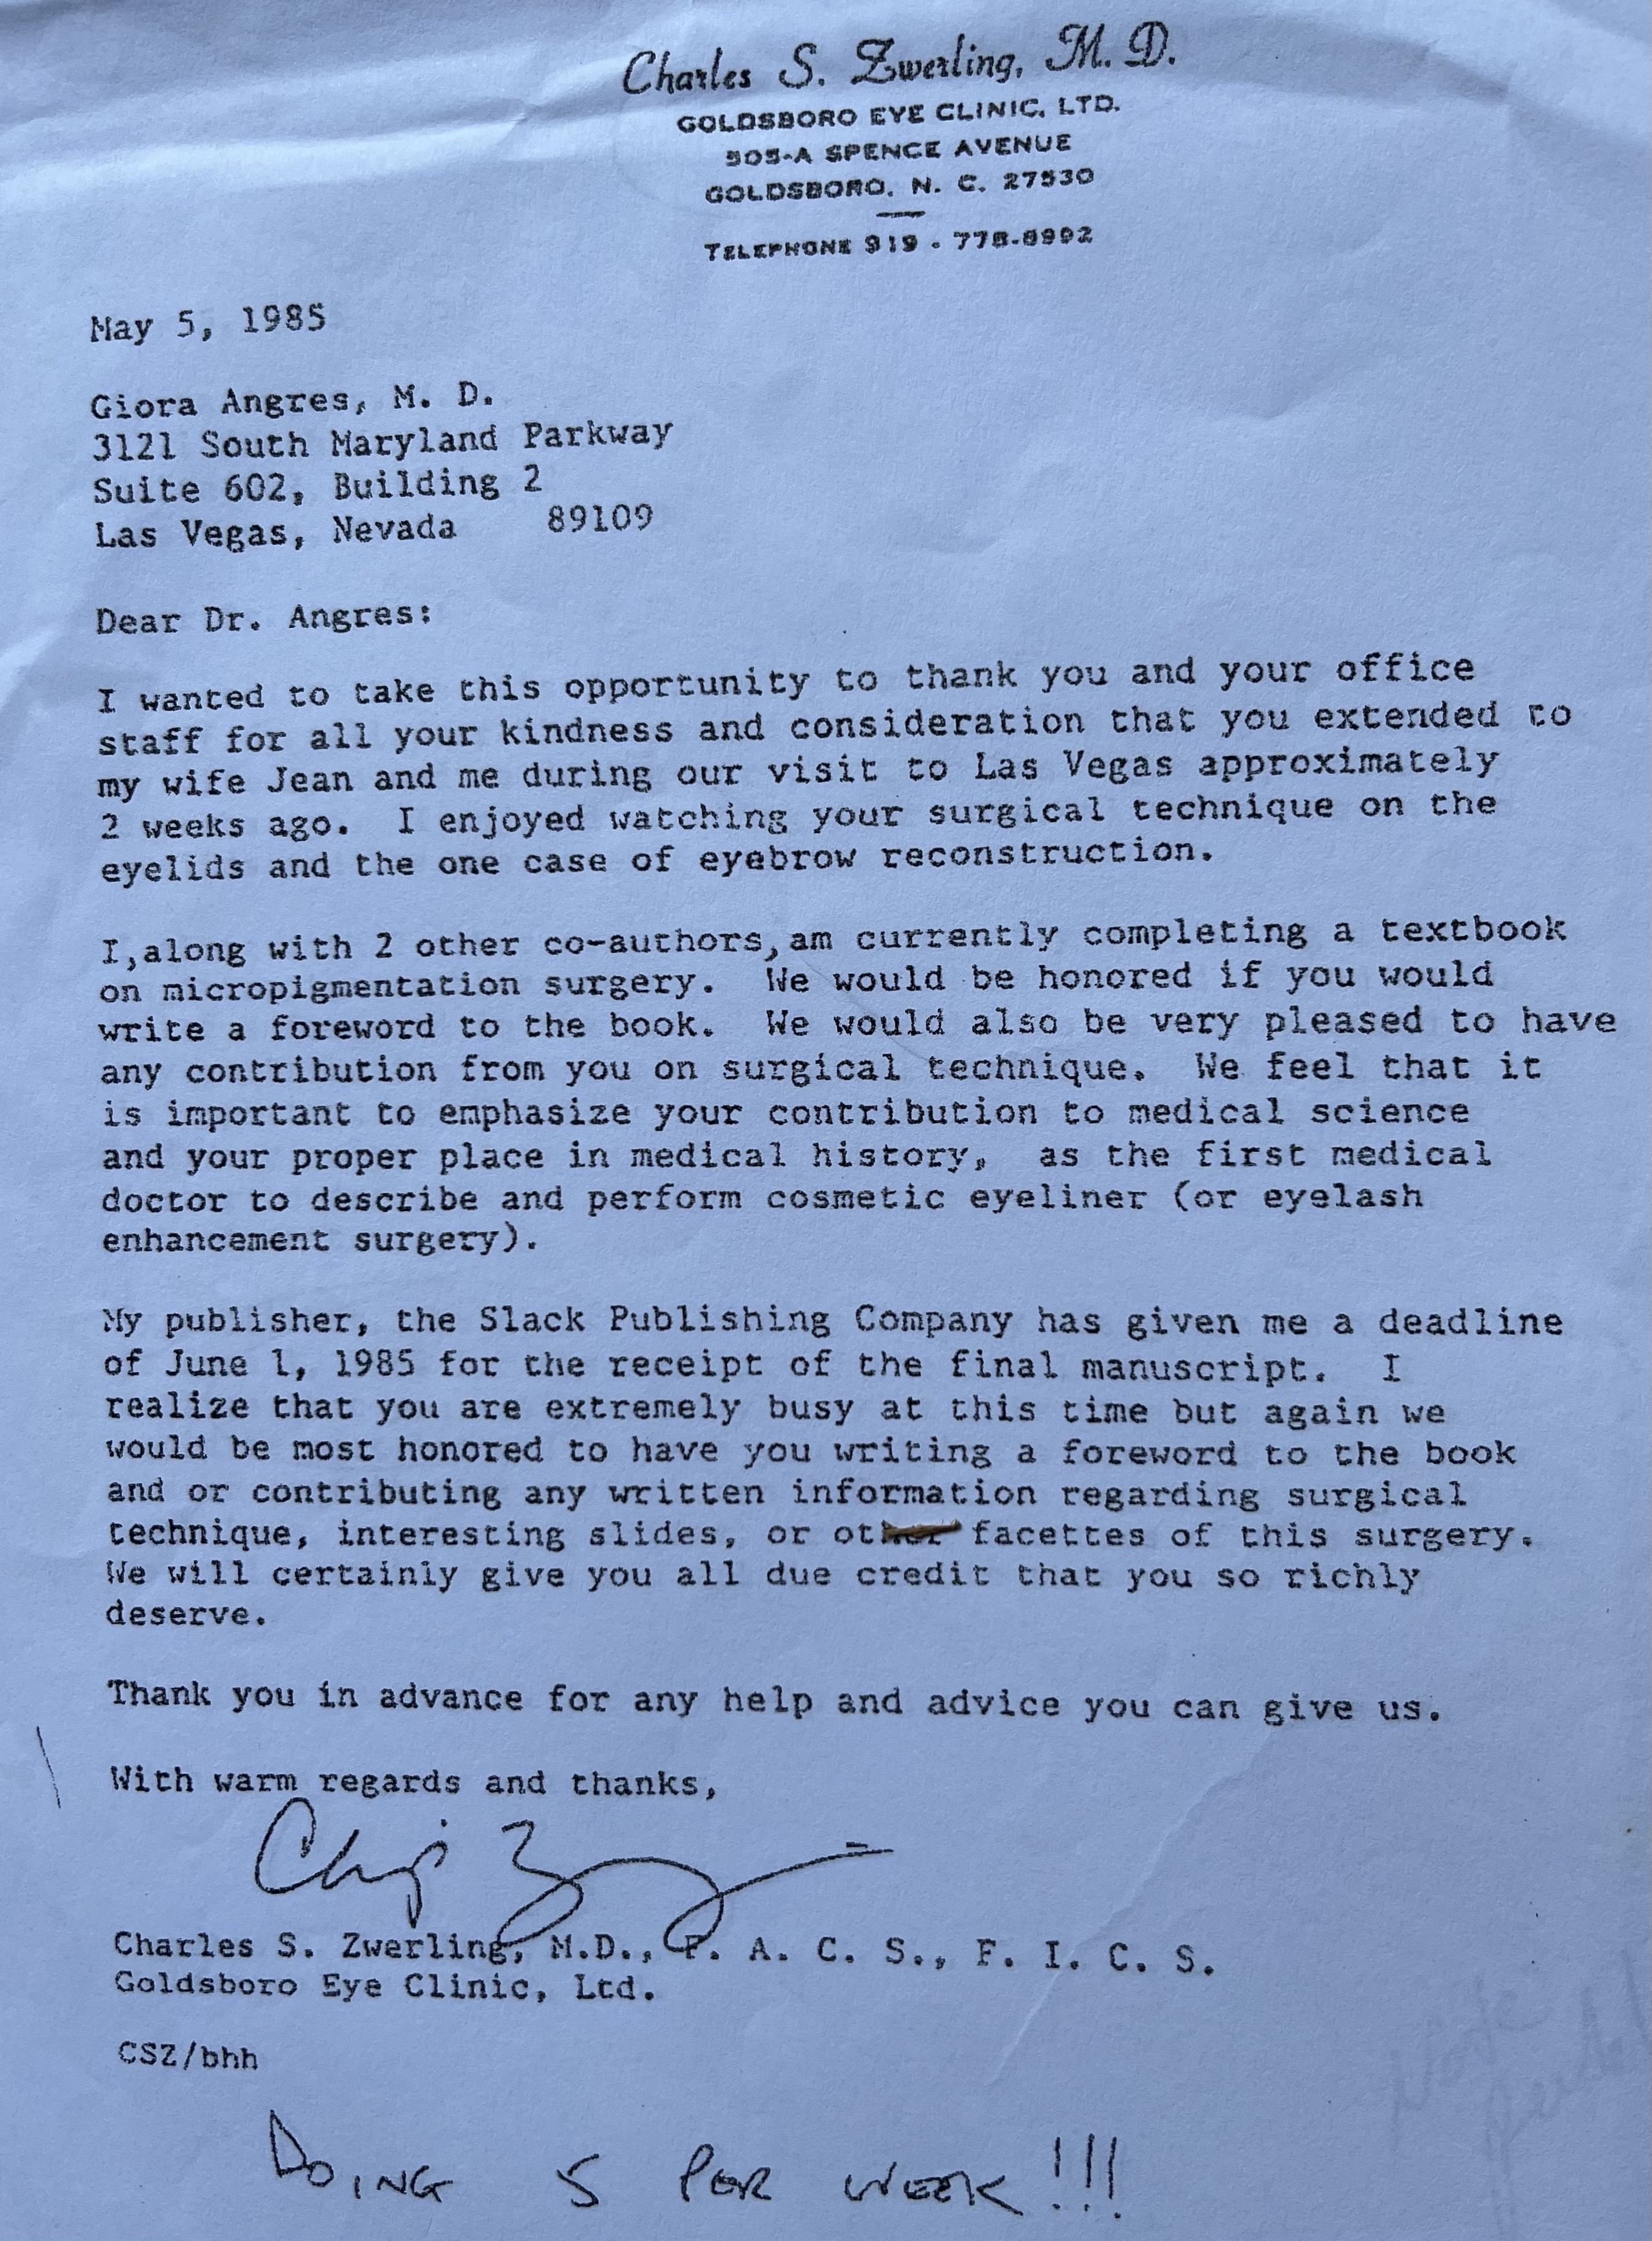 Charles S. Zwerling, M. D.
GOLDSBORO EYE CLINIC, LTD.
905-A SPENCE AVENUE
GOLDSBORO, N. C. 27530
TELEPHONE 919 - 778-8992
May 5, 1985
Giora Angres, M. D.
3121 South Maryland Parkway
Suite 602, Building 2
Las Vegas, Nevada 89109
Dear Dr. Angres:
I wanted to take this opportunity to thank you and your office
staff for all your kindness and consideration that you extended to
my wife Jean and me during our visit to Las Vegas approximately
2 weeks ago. I enjoyed watching your surgical technique on the
eyelids and the one case of eyebrow reconstruction.
I,along with 2 other co-authors,am currently completing a textbook
on micropigmentation surgery. We would be honored if you would
write a foreword to the book. We would also be very pleased to have
any contribution from you on surgical technique. We feel that it
is important to emphasize your contribution to medical science
and your proper place in medical history, as the first medical
doctor to describe and perform cosmetic eyeliner (or eyelash
enhancement surgery).
My publisher, the Slack Publishing Company has given me a deadline
of June 1, 1985 for the receipt of the final manuscript. I
realize that you are extremely busy at this time but again we
would be most honored to have you writing a foreword to the book
and or contributing any written information regarding surgical
technique, interesting slides, or other facettes of this surgery.
We will certainly give you all due credit that you so richly
deserve.
Thank you in advance for any help and advice you can give us.
With warm regards and thanks,
Charles S. Zwerling, M.D., F. A. C. S., F. I. C. S.
Goldsboro Eye Clinic, Ltd.
CSZ/bhh
DOING 5 PER WEEK!!!